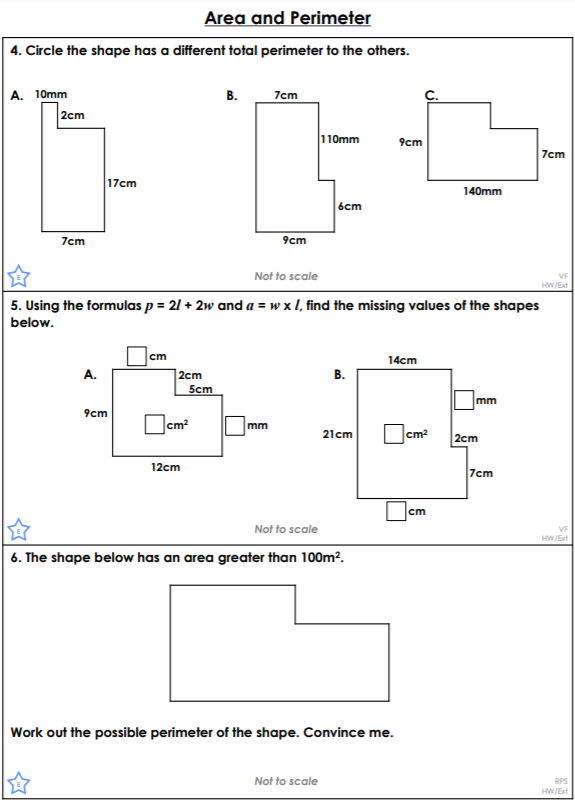 Area and Perimeter
4. Circle the shape has a different total perimeter to the others.
A.
10mm
2cm
17cm
7cm
B.
7cm
110mm
6cm
9cm
C.
9cm
7cm
140mm
E
Not to scale
VF
HW/Ext
5. Using the formulas p = 2l + 2w and a = w x l, find the missing values of the shapes
below.
A.
cm
2cm
5cm
9cm
cm²
mm
12cm
B.
14cm
mm
21cm
cm²
2cm
7cm
cm
E
Not to scale
VF
HW/Ext
6. The shape below has an area greater than 100m².
Work out the possible perimeter of the shape. Convince me.
E
Not to scale
RPS
HW/Ext